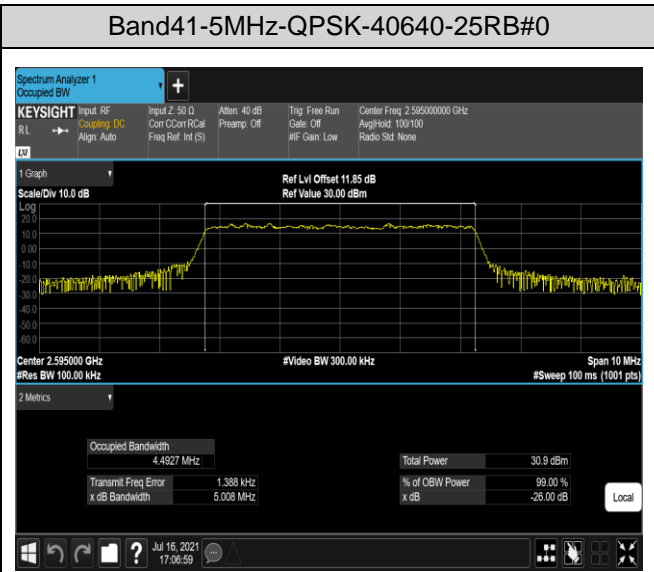 Band41-5MHz-QPSK-40640-25RB#0
Spectrum Analyzer 1
Occupied BW
+
KEYSIGHT
RL
LXI
Input: RF
Coupling: DC
Align: Auto
Input Z: 50 Ω
Corr CCorr RCal
Freq Ref: Int (S)
Atten: 40 dB
Preamp: Off
Trig: Free Run
Gate: Off
#IF Gain: Low
Center Freq: 2.595000000 GHz
Avg|Hold: 100/100
Radio Std: None
1 Graph
Scale/Div 10.0 dB
Ref Lvl Offset 11.85 dB
Ref Value 30.00 dBm
Log
20.0
10.0
0.00
-10.0
-20.0
-30.0
-40.0
-50.0
-60.0
Center 2.595000 GHz
#Video BW 300.00 kHz
Span 10 MHz
#Res BW 100.00 kHz
#Sweep 100 ms (1001 pts)
2 Metrics
Occupied Bandwidth
4.4927 MHz
Total Power 30.9 dBm
Transmit Freq Error 1.388 kHz
% of OBW Power 99.00 %
x dB Bandwidth 5.008 MHz
x dB -26.00 dB
Local
?
Jul 16, 2021
17:06:59